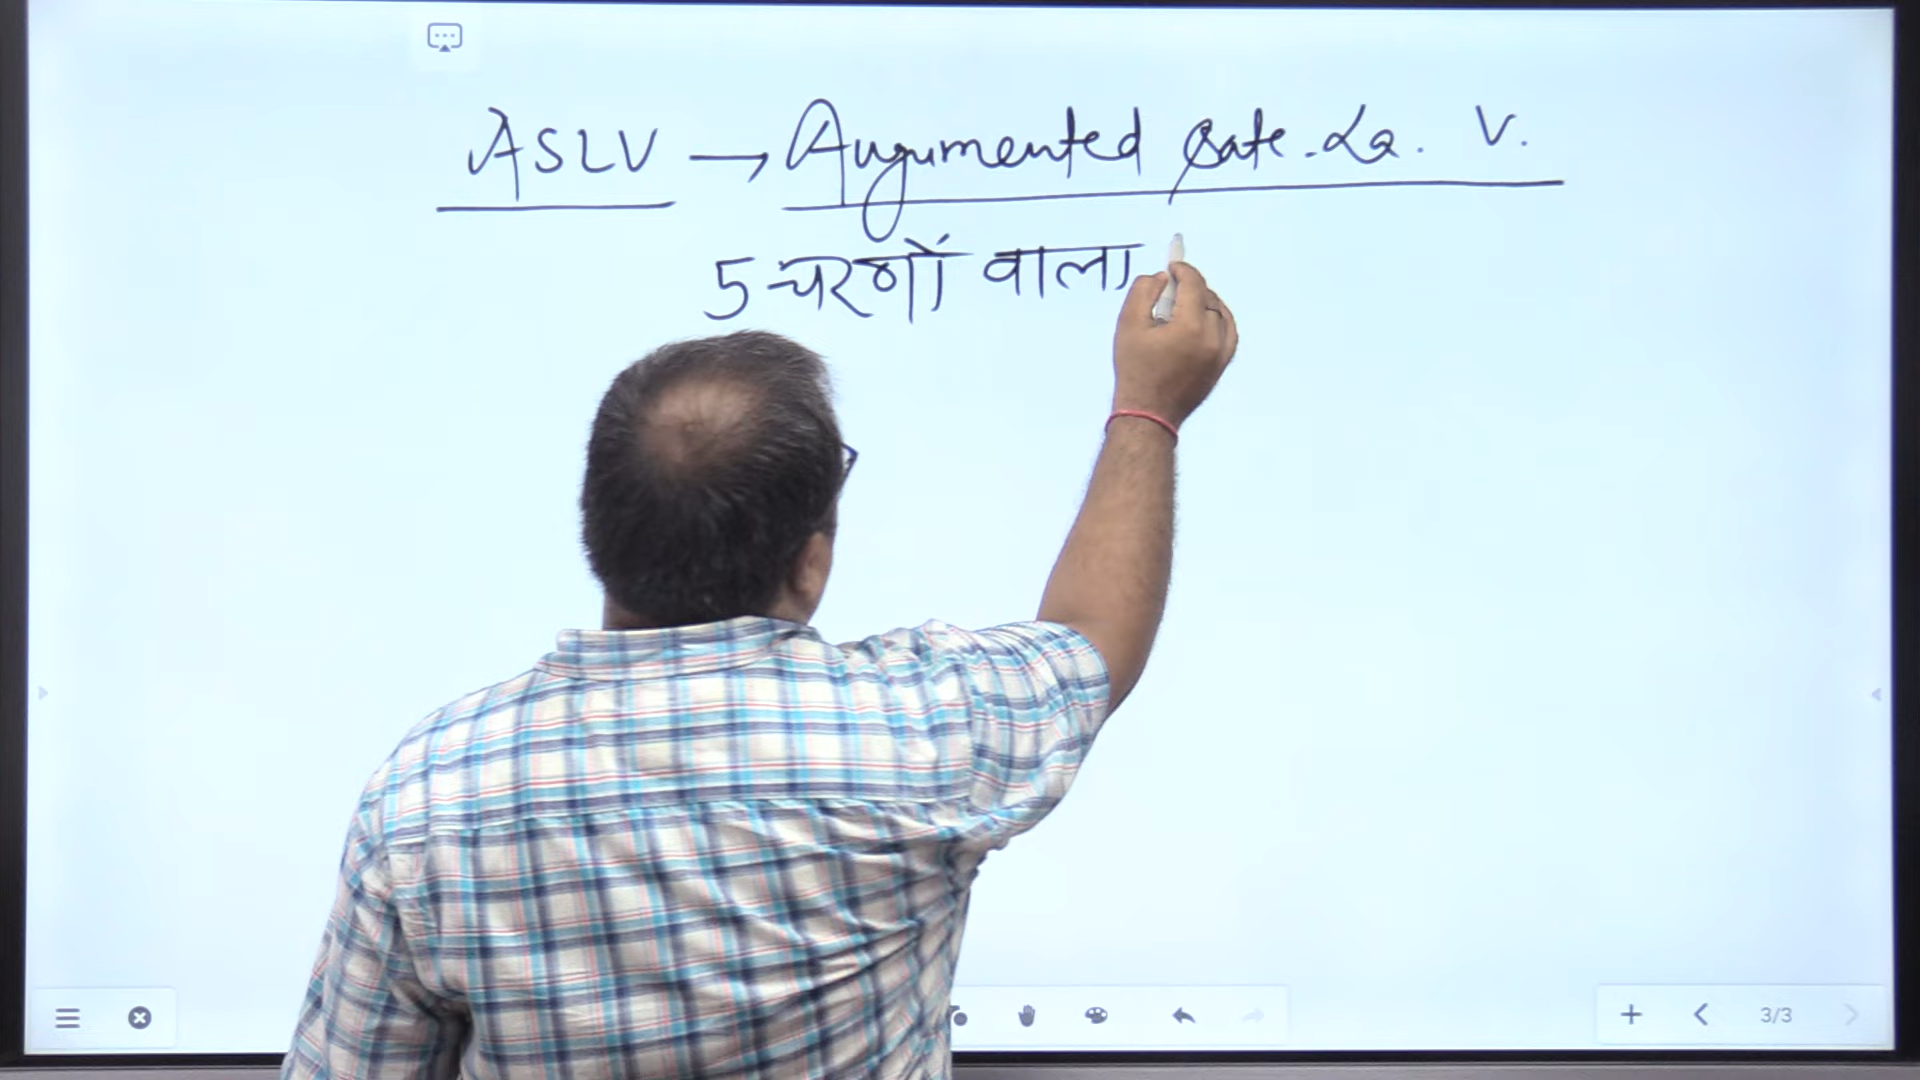 ASLV → Augumented Sate. La. V.
5 चरणों वाला
3/3